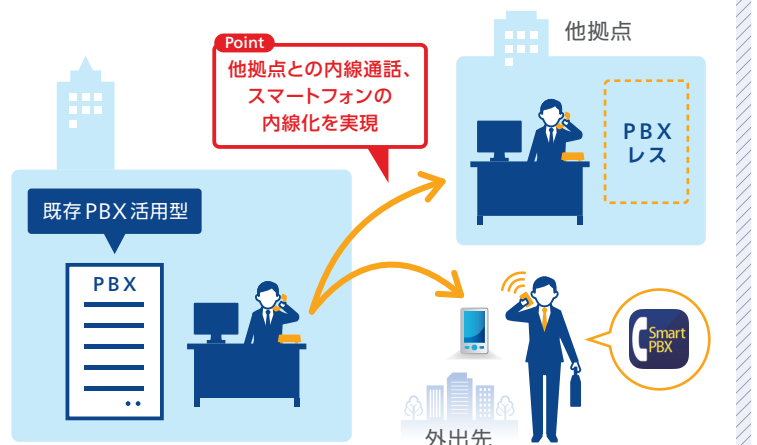 Point
他拠点との内線通話、
スマートフォンの
内線化を実現
他拠点
PBX
レス
既存PBX活用型
PBX
Smart
PBX
外出先